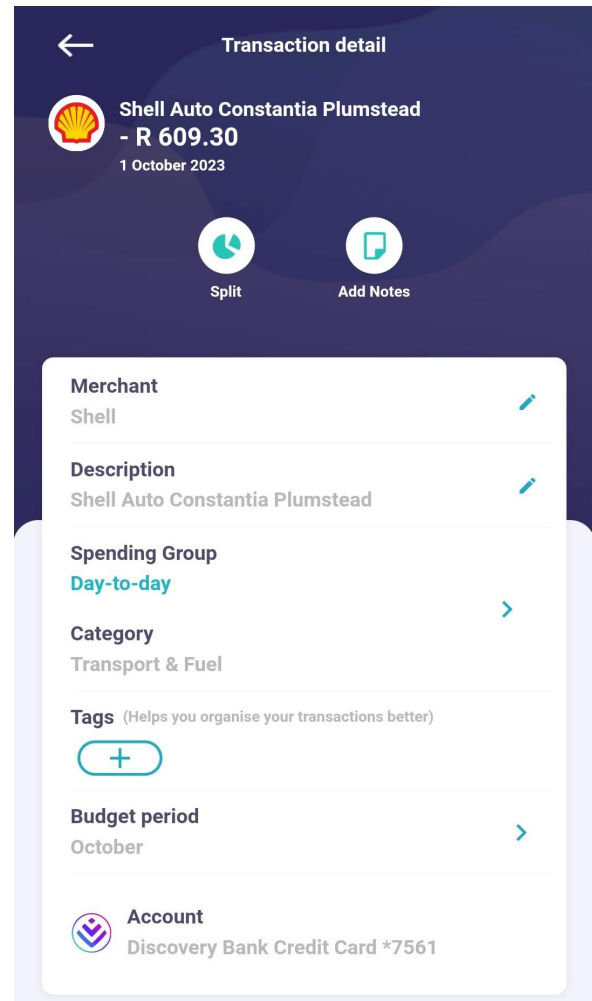 Transaction detail
Shell Auto Constantia Plumstead
- R 609.30
1 October 2023
Split Add Notes
Merchant
Shell
Description
Shell Auto Constantia Plumstead
Spending Group
Day-to-day
Category
Transport & Fuel
Tags (Helps you organise your transactions better)
Budget period
October
Account
Discovery Bank Credit Card *7561